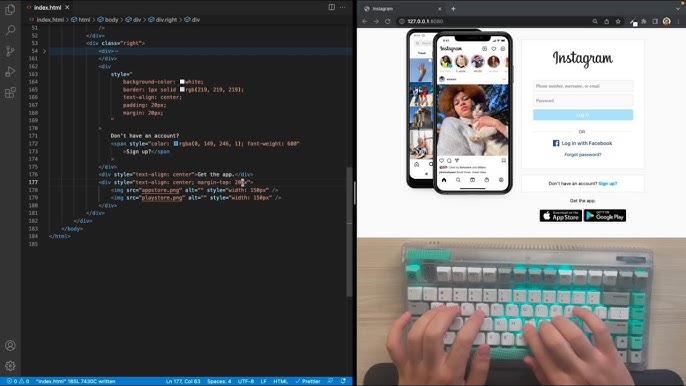 index.html
index.html > html > body > div > div.right > div
51 />
52 </div>
53 <div class="right">
54 <div>
160 <div
161 style="
162 background-color: white;
163 border: 1px solid rgb(219, 219, 219);
164 text-align: center;
165 padding: 20px;
166 margin: 20px;
167 "
168 >
169 Don't have an account?
170 <span style="color: rgba(0, 149, 246, 1); font-weight: 600"
171 >Sign up?</span
172 >
175 </div>
176 <div style="text-align: center">Get the app.</div>
177 <div style="text-align: center; margin-top: 20px">
178 <img src="appstore.png" alt="" style="width: 150px" />
179 <img src="playstore.png" alt="" style="width: 150px" />
180 </div>
181 </div>
182 </div>
183 </body>
184 </html>
185
"index.html" 185L 7430C written
Ln 177, Col 63
Spaces: 2
UTF-8
LF
HTML
Prettier
Instagram
127.0.0.1:8080
Instagram
Instagram
Phone number, username, or email
Password
Log in
OR
Log in with Facebook
Forgot password?
Don't have an account? Sign up?
Get the app.
Download on the
App Store
GET IT ON
Google Play